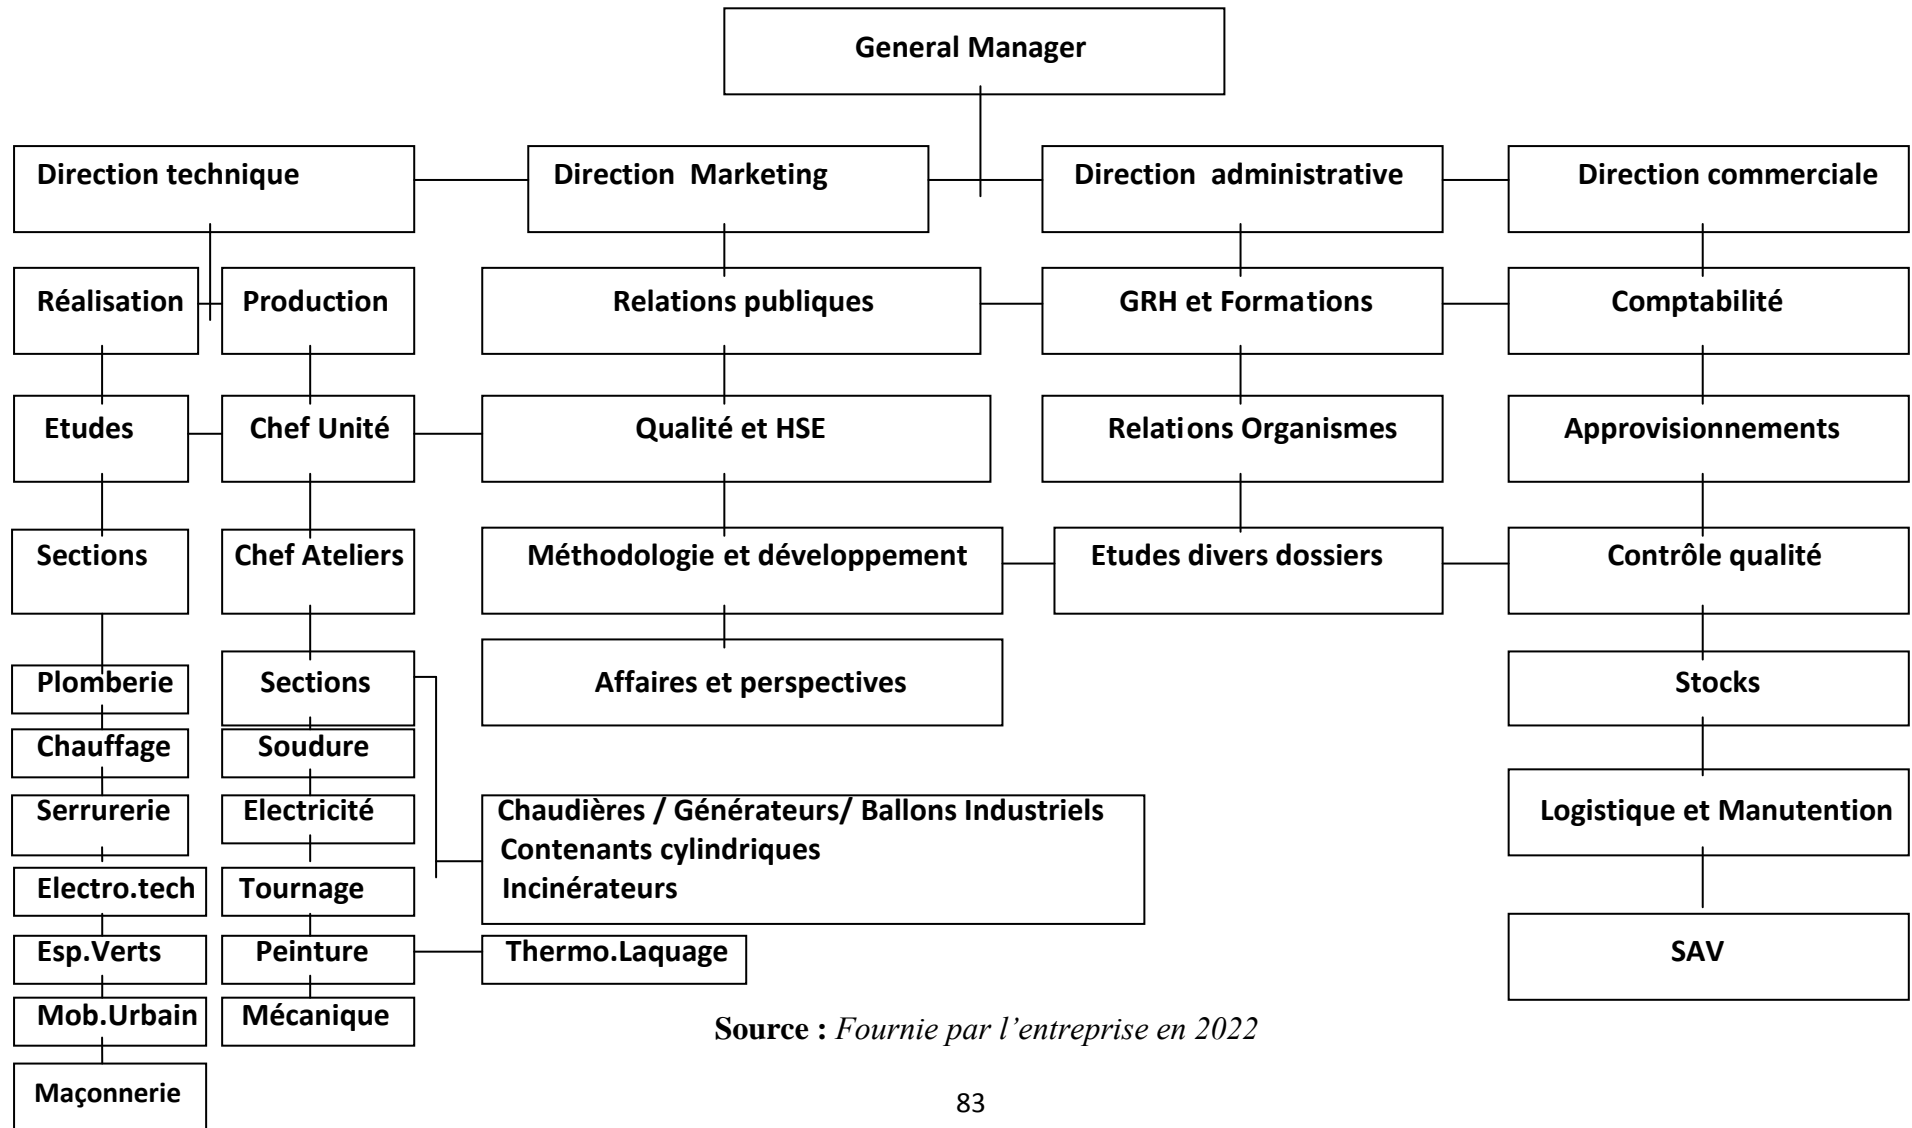 General Manager
Direction technique
Direction Marketing
Direction administrative
Direction commerciale
Réalisation
Production
Relations publiques
GRH et Formations
Comptabilité
Etudes
Chef Unité
Qualité et HSE
Relations Organismes
Approvisionnements
Sections
Chef Ateliers
Méthodologie et développement
Etudes divers dossiers
Contrôle qualité
Plomberie
Sections
Affaires et perspectives
Stocks
Chauffage
Soudure
Serrurerie
Electricité
Chaudières / Générateurs/ Ballons Industriels
Contenants cylindriques
Incinérateurs
Logistique et Manutention
Electro.tech
Tournage
Esp.Verts
Peinture
Thermo.Laquage
SAV
Mob.Urbain
Mécanique
Source : Fournie par l’entreprise en 2022
Maçonnerie
83